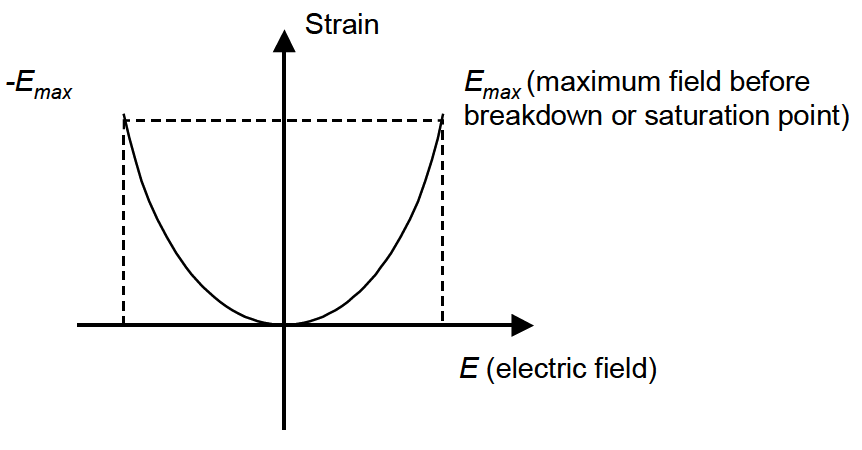 Strain
-Emax
Emax (maximum field before
breakdown or saturation point)
E (electric field)